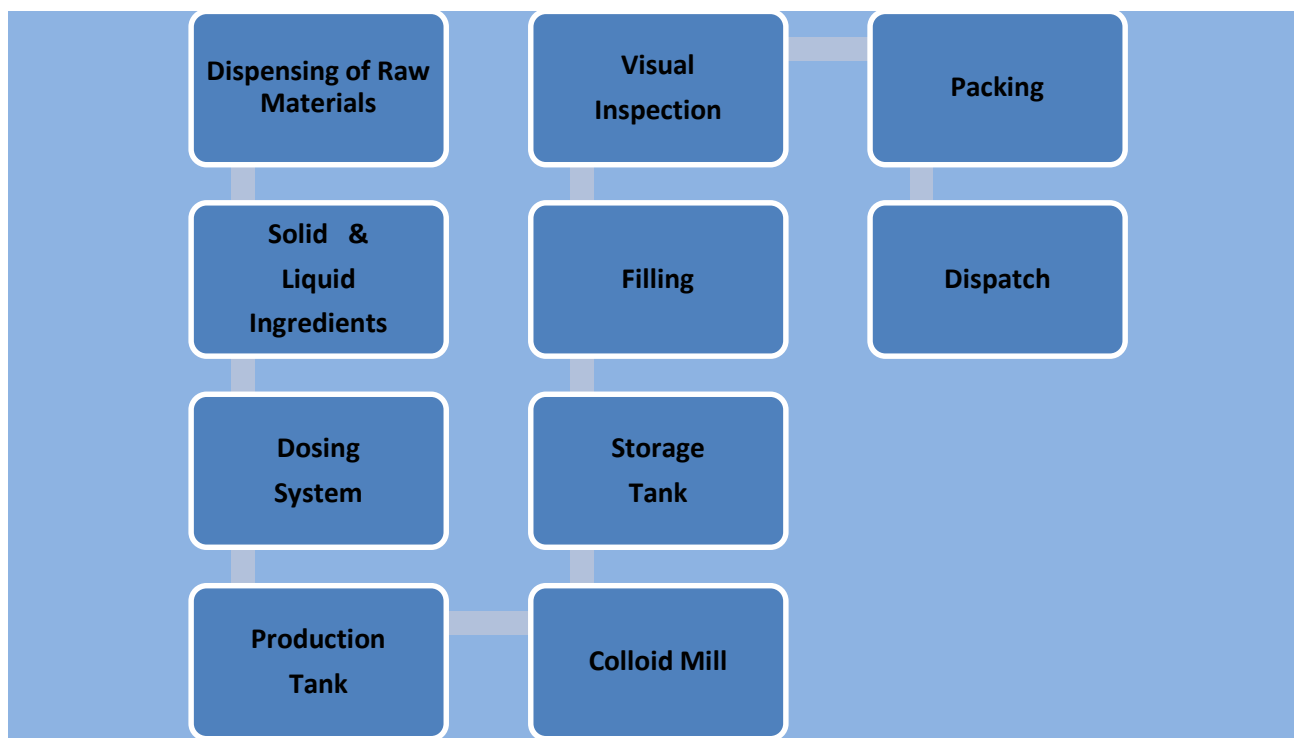 Dispensing of Raw
Materials
Solid & 
Liquid
Ingredients
Dosing
System
Production
Tank
Colloid Mill
Storage
Tank
Filling
Visual
Inspection
Packing
Dispatch